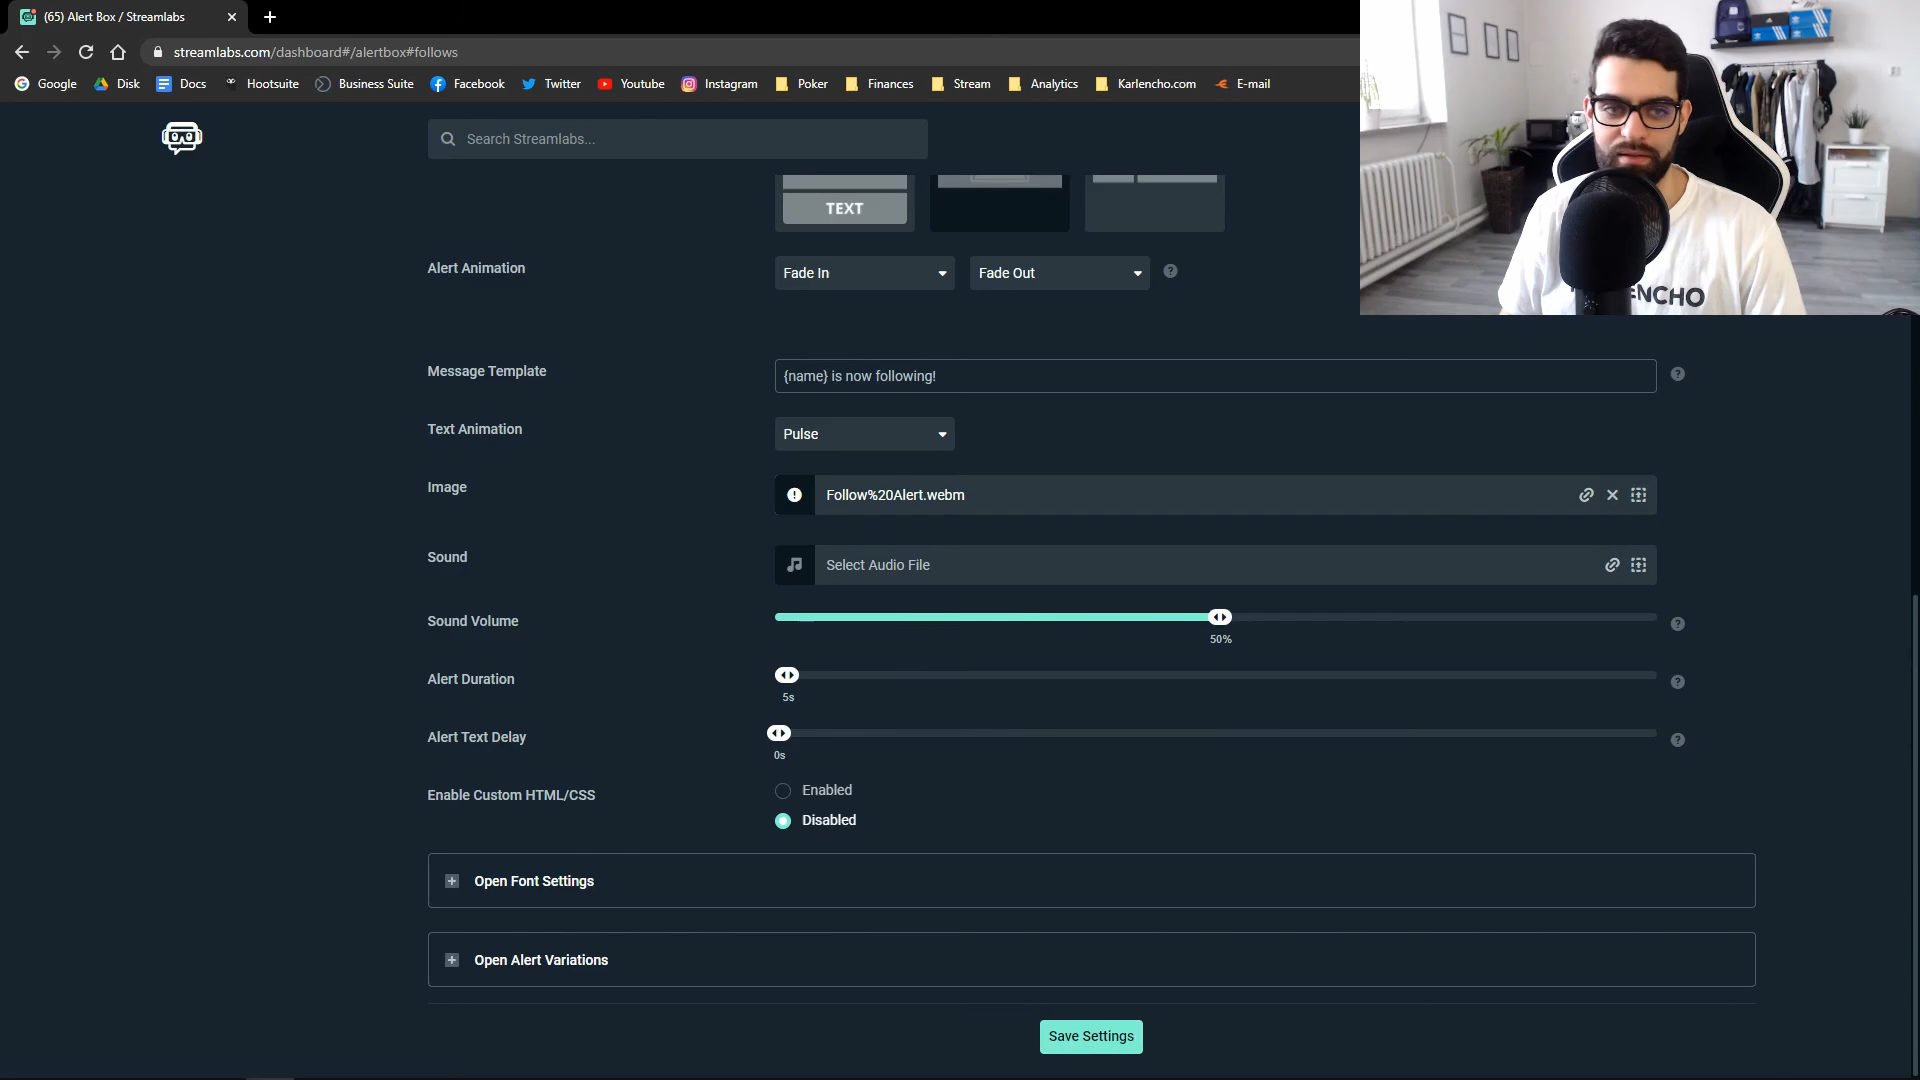 (65) Alert Box / Streamlabs
streamlabs.com/dashboard#/alertbox#follows
Google Disk Docs Hootsuite Business Suite Facebook Twitter Youtube Instagram Poker Finances Stream Analytics Karlencho.com E-mail
Search Streamlabs...
TEXT
Alert Animation
Fade In
Fade Out
Message Template
{name} is now following!
Text Animation
Pulse
Image
Follow%20Alert.webm
Sound
Select Audio File
Sound Volume
50%
Alert Duration
5s
Alert Text Delay
0s
Enable Custom HTML/CSS
Enabled
Disabled
Open Font Settings
Open Alert Variations
Save Settings